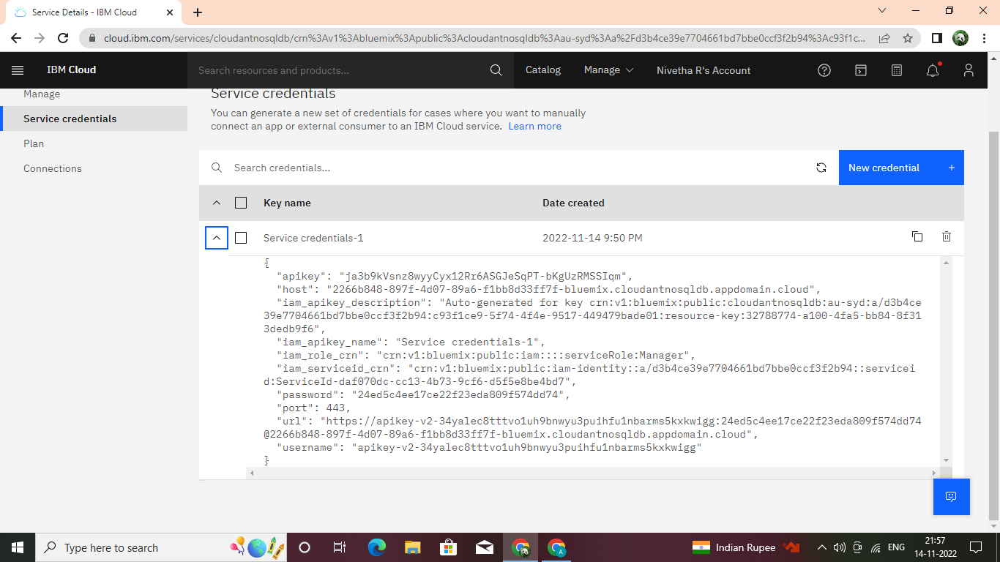 Service Details - IBM Cloud
cloud.ibm.com/services/cloudantnosqldb/crn%3Av1%3Abluemix%3Apublic%3Acloudantnosqldb%3Aau-syd%3Aa%2Fd3b4ce39e7704661bd7bbe0ccf3f2b94%3Ac93f1c...
IBM Cloud
Search resources and products...
Catalog
Manage
Nivetha R's Account
Manage
Service credentials
Plan
Connections
Service credentials
You can generate a new set of credentials for cases where you want to manually
connect an app or external consumer to an IBM Cloud service. Learn more
Search credentials...
New credential +
Key name Date created
Service credentials-1 2022-11-14 9:50 PM
{
"apikey": "ja3b9kVsnz8wyyCyx12Rr6ASGJeSqPT-bKgUzRMSSIqm",
"host": "2266b848-897f-4d07-89a6-f1bb8d33ff7f-bluemix.cloudantnosqldb.appdomain.cloud",
"iam_apikey_description": "Auto-generated for key crn:v1:bluemix:public:cloudantnosqldb:au-syd:a/d3b4ce
39e7704661bd7bbe0ccf3f2b94:c93f1ce9-5f74-4f4e-9517-449479bade01:resource-key:32788774-a100-4fa5-bb84-8f31
3dedb9f6",
"iam_apikey_name": "Service credentials-1",
"iam_role_crn": "crn:v1:bluemix:public:iam::::serviceRole:Manager",
"iam_serviceid_crn": "crn:v1:bluemix:public:iam-identity::a/d3b4ce39e7704661bd7bbe0ccf3f2b94::servicei
d:ServiceId-daf070dc-cc13-4b73-9cf6-d5f5e8be4bd7",
"password": "24ed5c4ee17ce22f23eda809f574dd74",
"port": 443,
"url": "https://apikey-v2-34yalec8tttvo1uh9bnwyu3puihfu1nbarms5kxkwigg:24ed5c4ee17ce22f23eda809f574dd74
@2266b848-897f-4d07-89a6-f1bb8d33ff7f-bluemix.cloudantnosqldb.appdomain.cloud",
"username": "apikey-v2-34yalec8tttvo1uh9bnwyu3puihfu1nbarms5kxkwigg"
}
Type here to search
Indian Rupee
ENG
21:57
14-11-2022